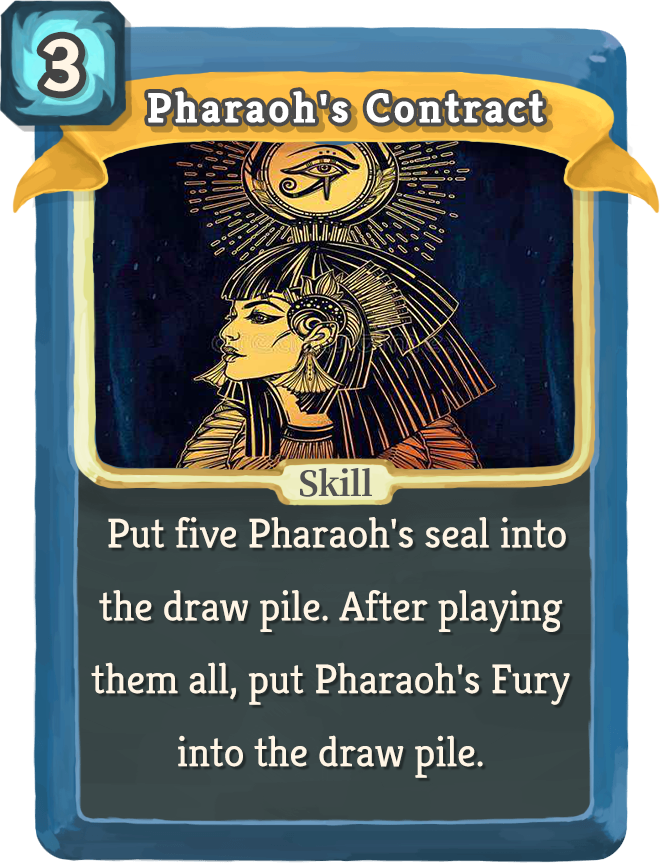 3
Pharaoh's Contract
Skill
Put five Pharaoh's seal into
the draw pile. After playing
them all, put Pharaoh's Fury
into the draw pile.